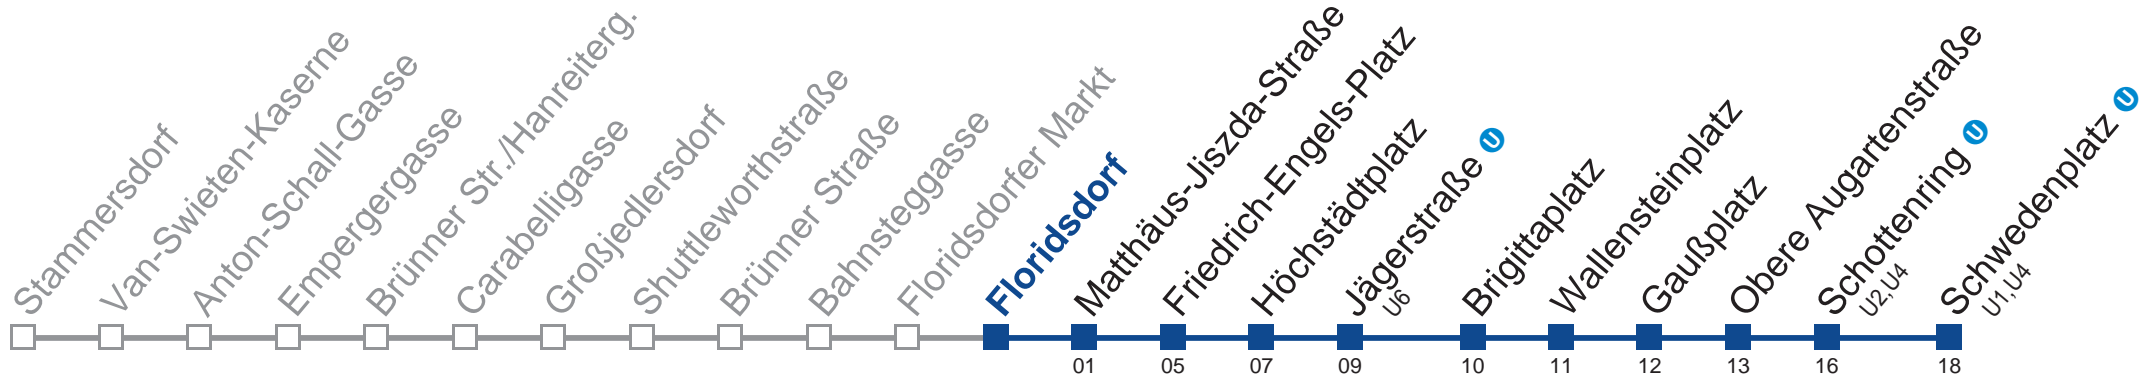 Stammersdorf
Van-Swieten-Kaserne
Anton-Schall-Gasse
Empergergasse
Brünner Str./Hanreiterg.
Carabelligasse
Großjedlersdorf
Shuttleworthstraße
Brünner Straße
Bahnsteggasse
Floridsdorfer Markt
Floridsdorf
Matthäus-Jiszda-Straße
Friedrich-Engels-Platz
Höchstädtplatz
Jägerstraße U
U6
Brigittaplatz
Wallensteinplatz
Gaußplatz
Obere Augartenstraße
Schottenring U
U2,U4
Schwedenplatz U
U1,U4
01 05 07 09 10 11 12 13 16 18